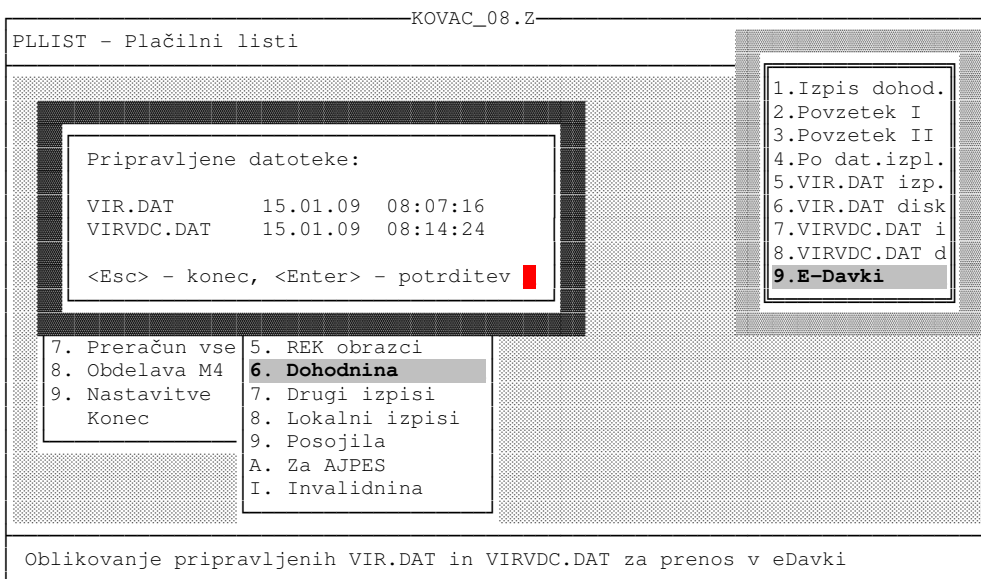 KOVAC_08.Z
PLLIST - Plačilni listi
1.Izpis dohod.
2.Povzetek I
3.Povzetek II
4.Po dat.izpl.
5.VIR.DAT izp.
6.VIR.DAT disk
7.VIRVDC.DAT i
8.VIRVDC.DAT d
9.E-Davki
Pripravljene datoteke:
VIR.DAT 15.01.09 08:07:16
VIRVDC.DAT 15.01.09 08:14:24
<Esc> - konec, <Enter> - potrditev
7. Preračun vse
8. Obdelava M4
9. Nastavitve
Konec
5. REK obrazci
6. Dohodnina
7. Drugi izpisi
8. Lokalni izpisi
9. Posojila
A. Za AJPES
I. Invalidnina
Oblikovanje pripravljenih VIR.DAT in VIRVDC.DAT za prenos v eDavki